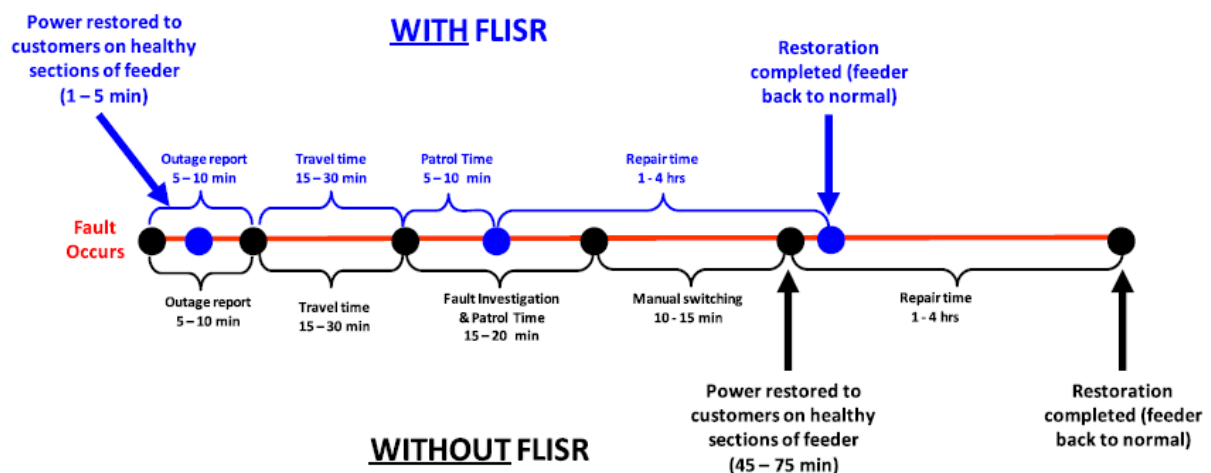 Power restored to
customers on healthy
sections of feeder
(1 – 5 min)
WITH FLISR
Restoration
completed (feeder
back to normal)
Outage report
5 – 10 min
Travel time
15 – 30 min
Patrol Time
5 – 10 min
Repair time
1 - 4 hrs
Fault
Occurs
Outage report
5 – 10 min
Travel time
15 – 30 min
Fault Investigation
& Patrol Time
15 – 20 min
Manual switching
10 - 15 min
Repair time
1 - 4 hrs
Power restored to
customers on healthy
sections of feeder
(45 – 75 min)
Restoration
completed (feeder
back to normal)
WITHOUT FLISR